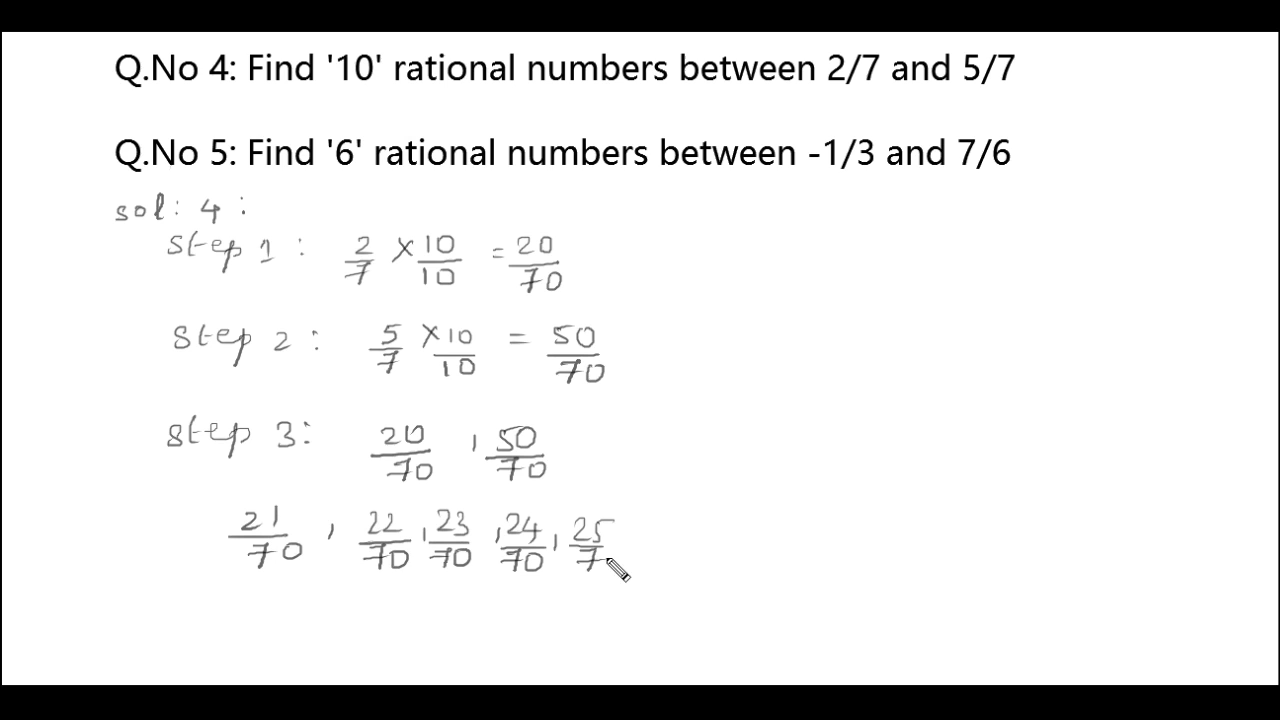 Q.No 4: Find '10' rational numbers between 2/7 and 5/7
Q.No 5: Find '6' rational numbers between -1/3 and 7/6
sol: 4:
step 1: 2/7 × 10/10 = 20/70
step 2: 5/7 × 10/10 = 50/70
step 3: 20/70, 50/70
21/70, 22/70, 23/70, 24/70, 25/7